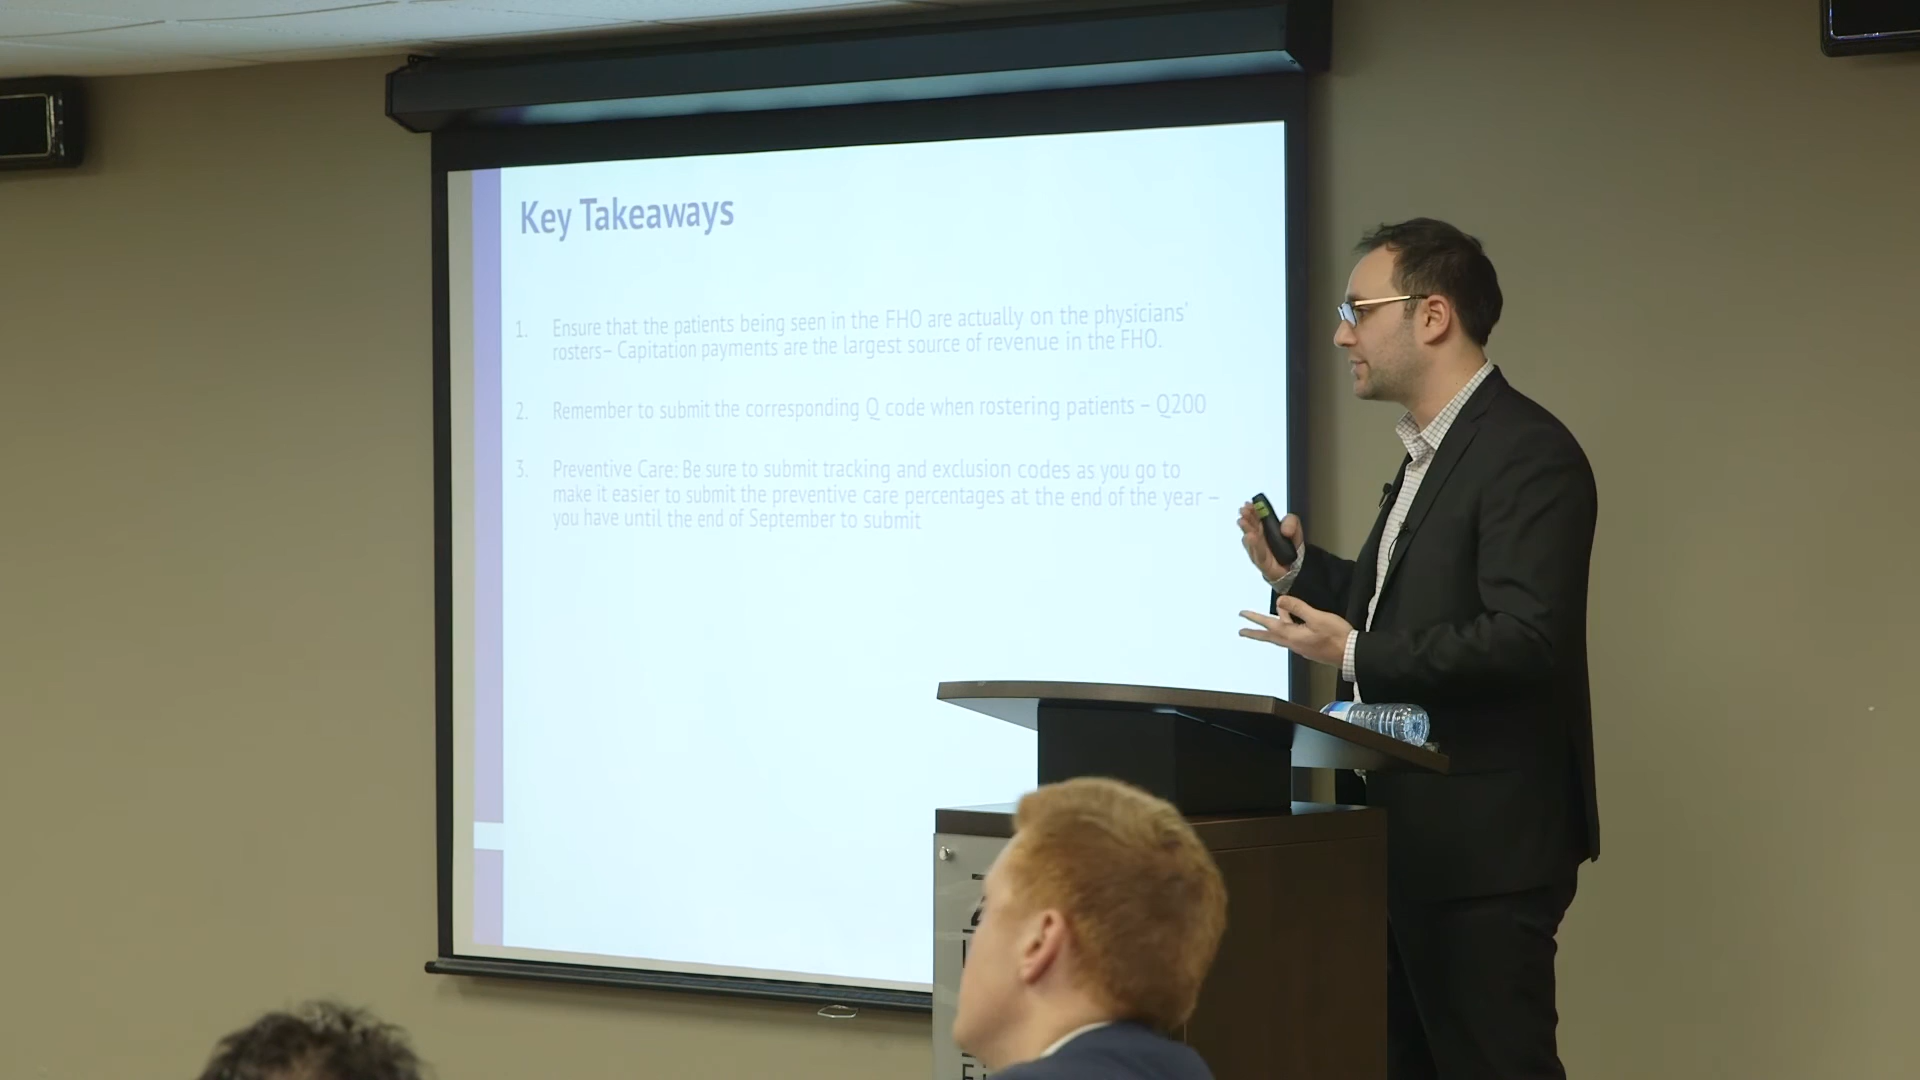 Key Takeaways
1. Ensure that the patients being seen in the FHO are actually on the physicians'
rosters– Capitation payments are the largest source of revenue in the FHO.
2. Remember to submit the corresponding Q code when rostering patients – Q200
3. Preventive Care: Be sure to submit tracking and exclusion codes as you go to
make it easier to submit the preventive care percentages at the end of the year –
you have until the end of September to submit